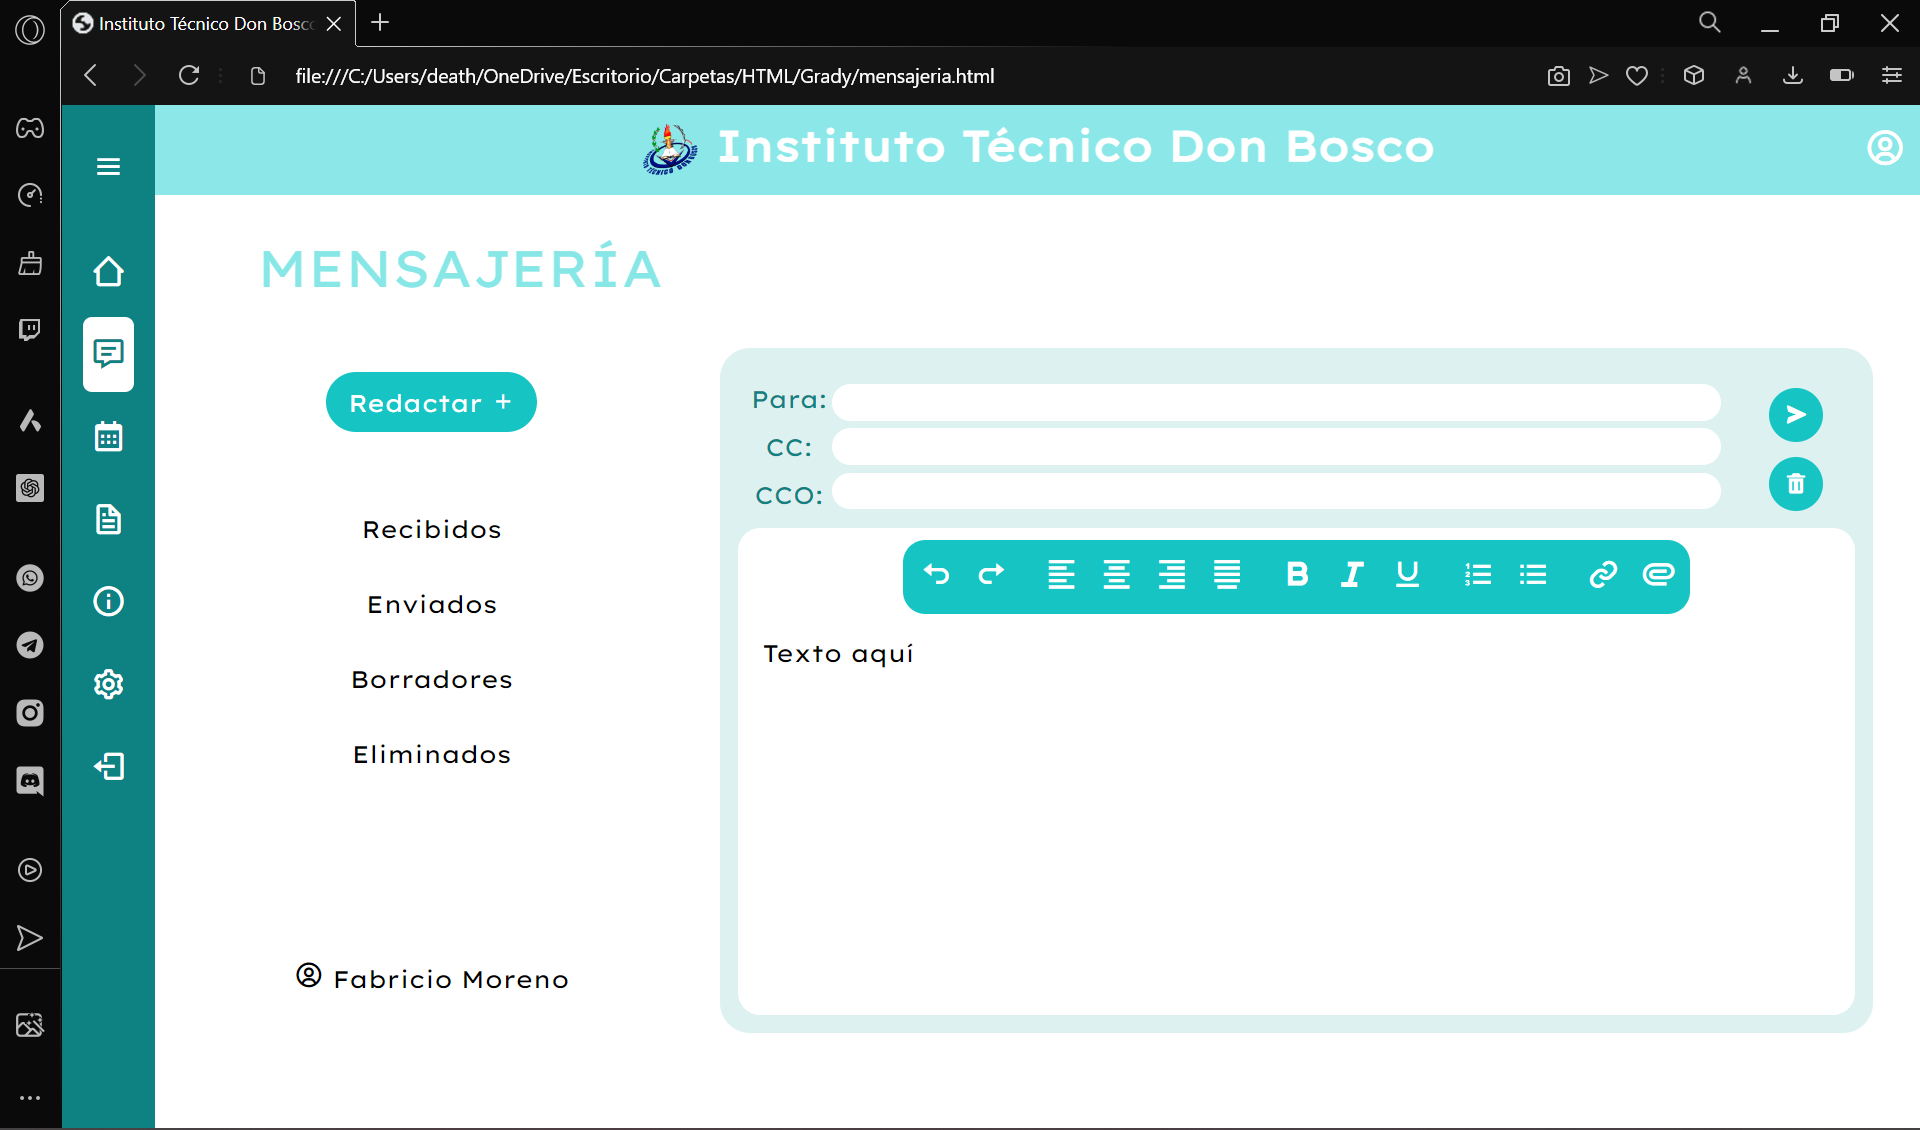 Instituto Técnico Don Bosc
file:///C:/Users/death/OneDrive/Escritorio/Carpetas/HTML/Grady/mensajeria.html
Instituto Técnico Don Bosco
MENSAJERÍA
Redactar +
Recibidos
Enviados
Borradores
Eliminados
Fabricio Moreno
Para:
CC:
CCO:
Texto aquí